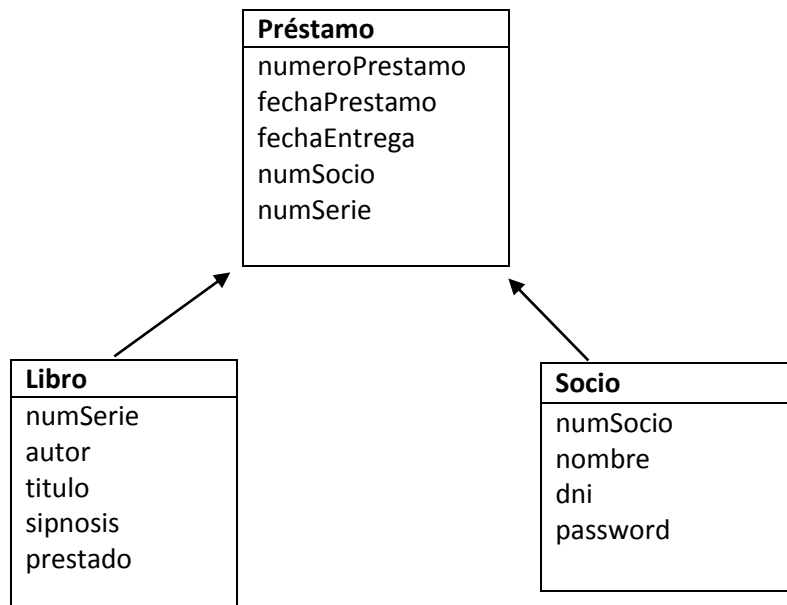 Préstamo
numeroPrestamo
fechaPrestamo
fechaEntrega
numSocio
numSerie
Libro
numSerie
autor
titulo
sipnosis
prestado
Socio
numSocio
nombre
dni
password